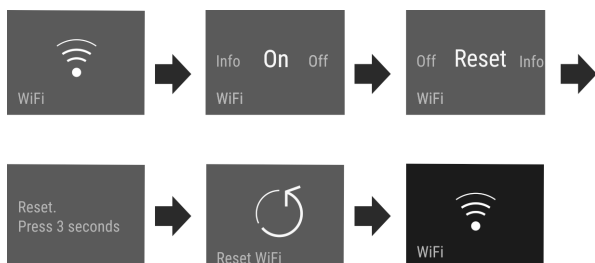 WiFi
Info On Off
WiFi
Off Reset Info
WiFi
Reset.
Press 3 seconds
Reset WiFi
WiFi